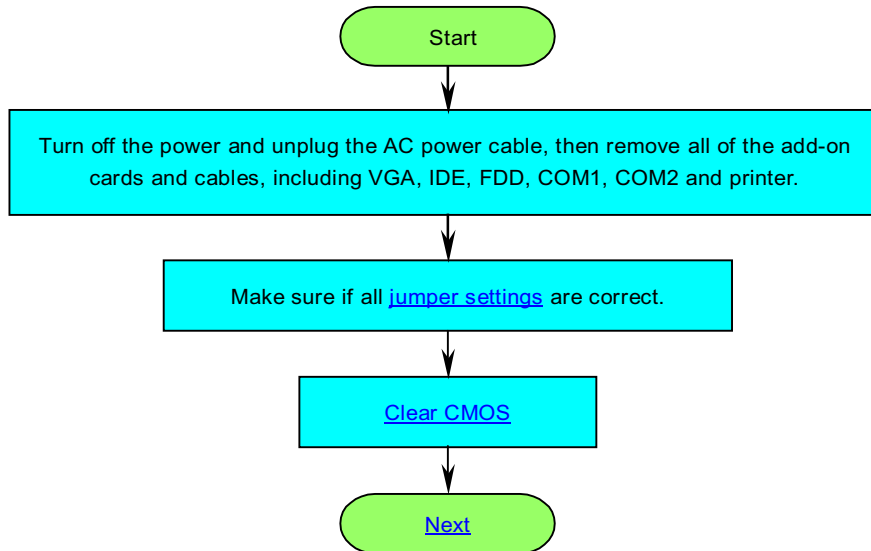 Start
Turn off the power and unplug the AC power cable, then remove all of the add-on
cards and cables, including VGA, IDE, FDD, COM1, COM2 and printer.
Make sure if all jumper settings are correct.
Clear CMOS
Next